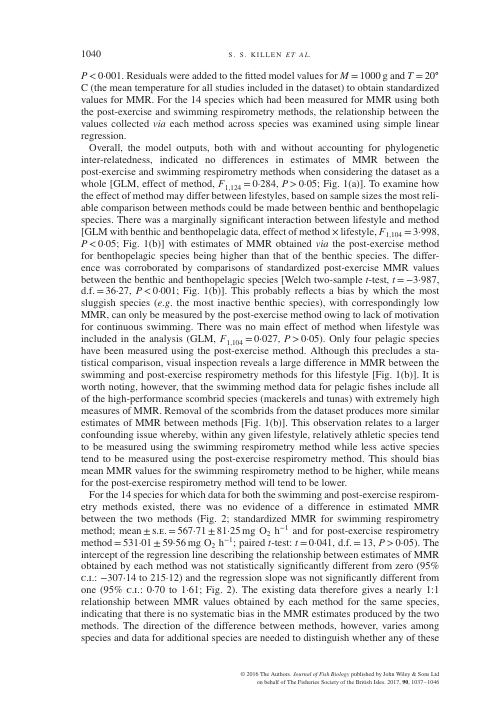 1040 S. S. KILLEN ET AL.
P < 0·001. Residuals were added to the fitted model values for M = 1000 g and T = 20°
C (the mean temperature for all studies included in the dataset) to obtain standardized
values for MMR. For the 14 species which had been measured for MMR using both
the post-exercise and swimming respirometry methods, the relationship between the
values collected via each method across species was examined using simple linear
regression.
Overall, the model outputs, both with and without accounting for phylogenetic
inter-relatedness, indicated no differences in estimates of MMR between the
post-exercise and swimming respirometry methods when considering the dataset as a
whole [GLM, effect of method, F1,124 = 0·284, P > 0·05; Fig. 1(a)]. To examine how
the effect of method may differ between lifestyles, based on sample sizes the most reli-
able comparison between methods could be made between benthic and benthopelagic
species. There was a marginally significant interaction between lifestyle and method
[GLM with benthic and benthopelagic data, effect of method × lifestyle, F1,104 = 3·998,
P < 0·05; Fig. 1(b)] with estimates of MMR obtained via the post-exercise method
for benthopelagic species being higher than that of the benthic species. The differ-
ence was corroborated by comparisons of standardized post-exercise MMR values
between the benthic and benthopelagic species [Welch two-sample t-test, t = −3·987,
d.f. = 36·27, P < 0·001; Fig. 1(b)]. This probably reflects a bias by which the most
sluggish species (e.g. the most inactive benthic species), with correspondingly low
MMR, can only be measured by the post-exercise method owing to lack of motivation
for continuous swimming. There was no main effect of method when lifestyle was
included in the analysis (GLM, F1,104 = 0·027, P > 0·05). Only four pelagic species
have been measured using the post-exercise method. Although this precludes a sta-
tistical comparison, visual inspection reveals a large difference in MMR between the
swimming and post-exercise respirometry methods for this lifestyle [Fig. 1(b)]. It is
worth noting, however, that the swimming method data for pelagic fishes include all
of the high-performance scombrid species (mackerels and tunas) with extremely high
measures of MMR. Removal of the scombrids from the dataset produces more similar
estimates of MMR between methods [Fig. 1(b)]. This observation relates to a larger
confounding issue whereby, within any given lifestyle, relatively athletic species tend
to be measured using the swimming respirometry method while less active species
tend to be measured using the post-exercise respirometry method. This should bias
mean MMR values for the swimming respirometry method to be higher, while means
for the post-exercise respirometry will tend to be lower.
For the 14 species for which data for both the swimming and post-exercise respirom-
etry methods existed, there was no evidence of a difference in estimated MMR
between the two methods (Fig. 2; standardized MMR for swimming respirometry
method; mean ± S.E. = 567·71 ± 81·25 mg O2 h−1 and for post-exercise respirometry
method = 531·01 ± 59·56 mg O2 h−1; paired t-test: t = 0·041, d.f. = 13, P > 0·05). The
intercept of the regression line describing the relationship between estimates of MMR
obtained by each method was not statistically significantly different from zero (95%
C.I.: −307·14 to 215·12) and the regression slope was not significantly different from
one (95% C.I.: 0·70 to 1·61; Fig. 2). The existing data therefore gives a nearly 1:1
relationship between MMR values obtained by each method for the same species,
indicating that there is no systematic bias in the MMR estimates produced by the two
methods. The direction of the difference between methods, however, varies among
species and data for additional species are needed to distinguish whether any of these
© 2016 The Authors. Journal of Fish Biology published by John Wiley & Sons Ltd
on behalf of The Fisheries Society of the British Isles. 2017, 90, 1037–1046